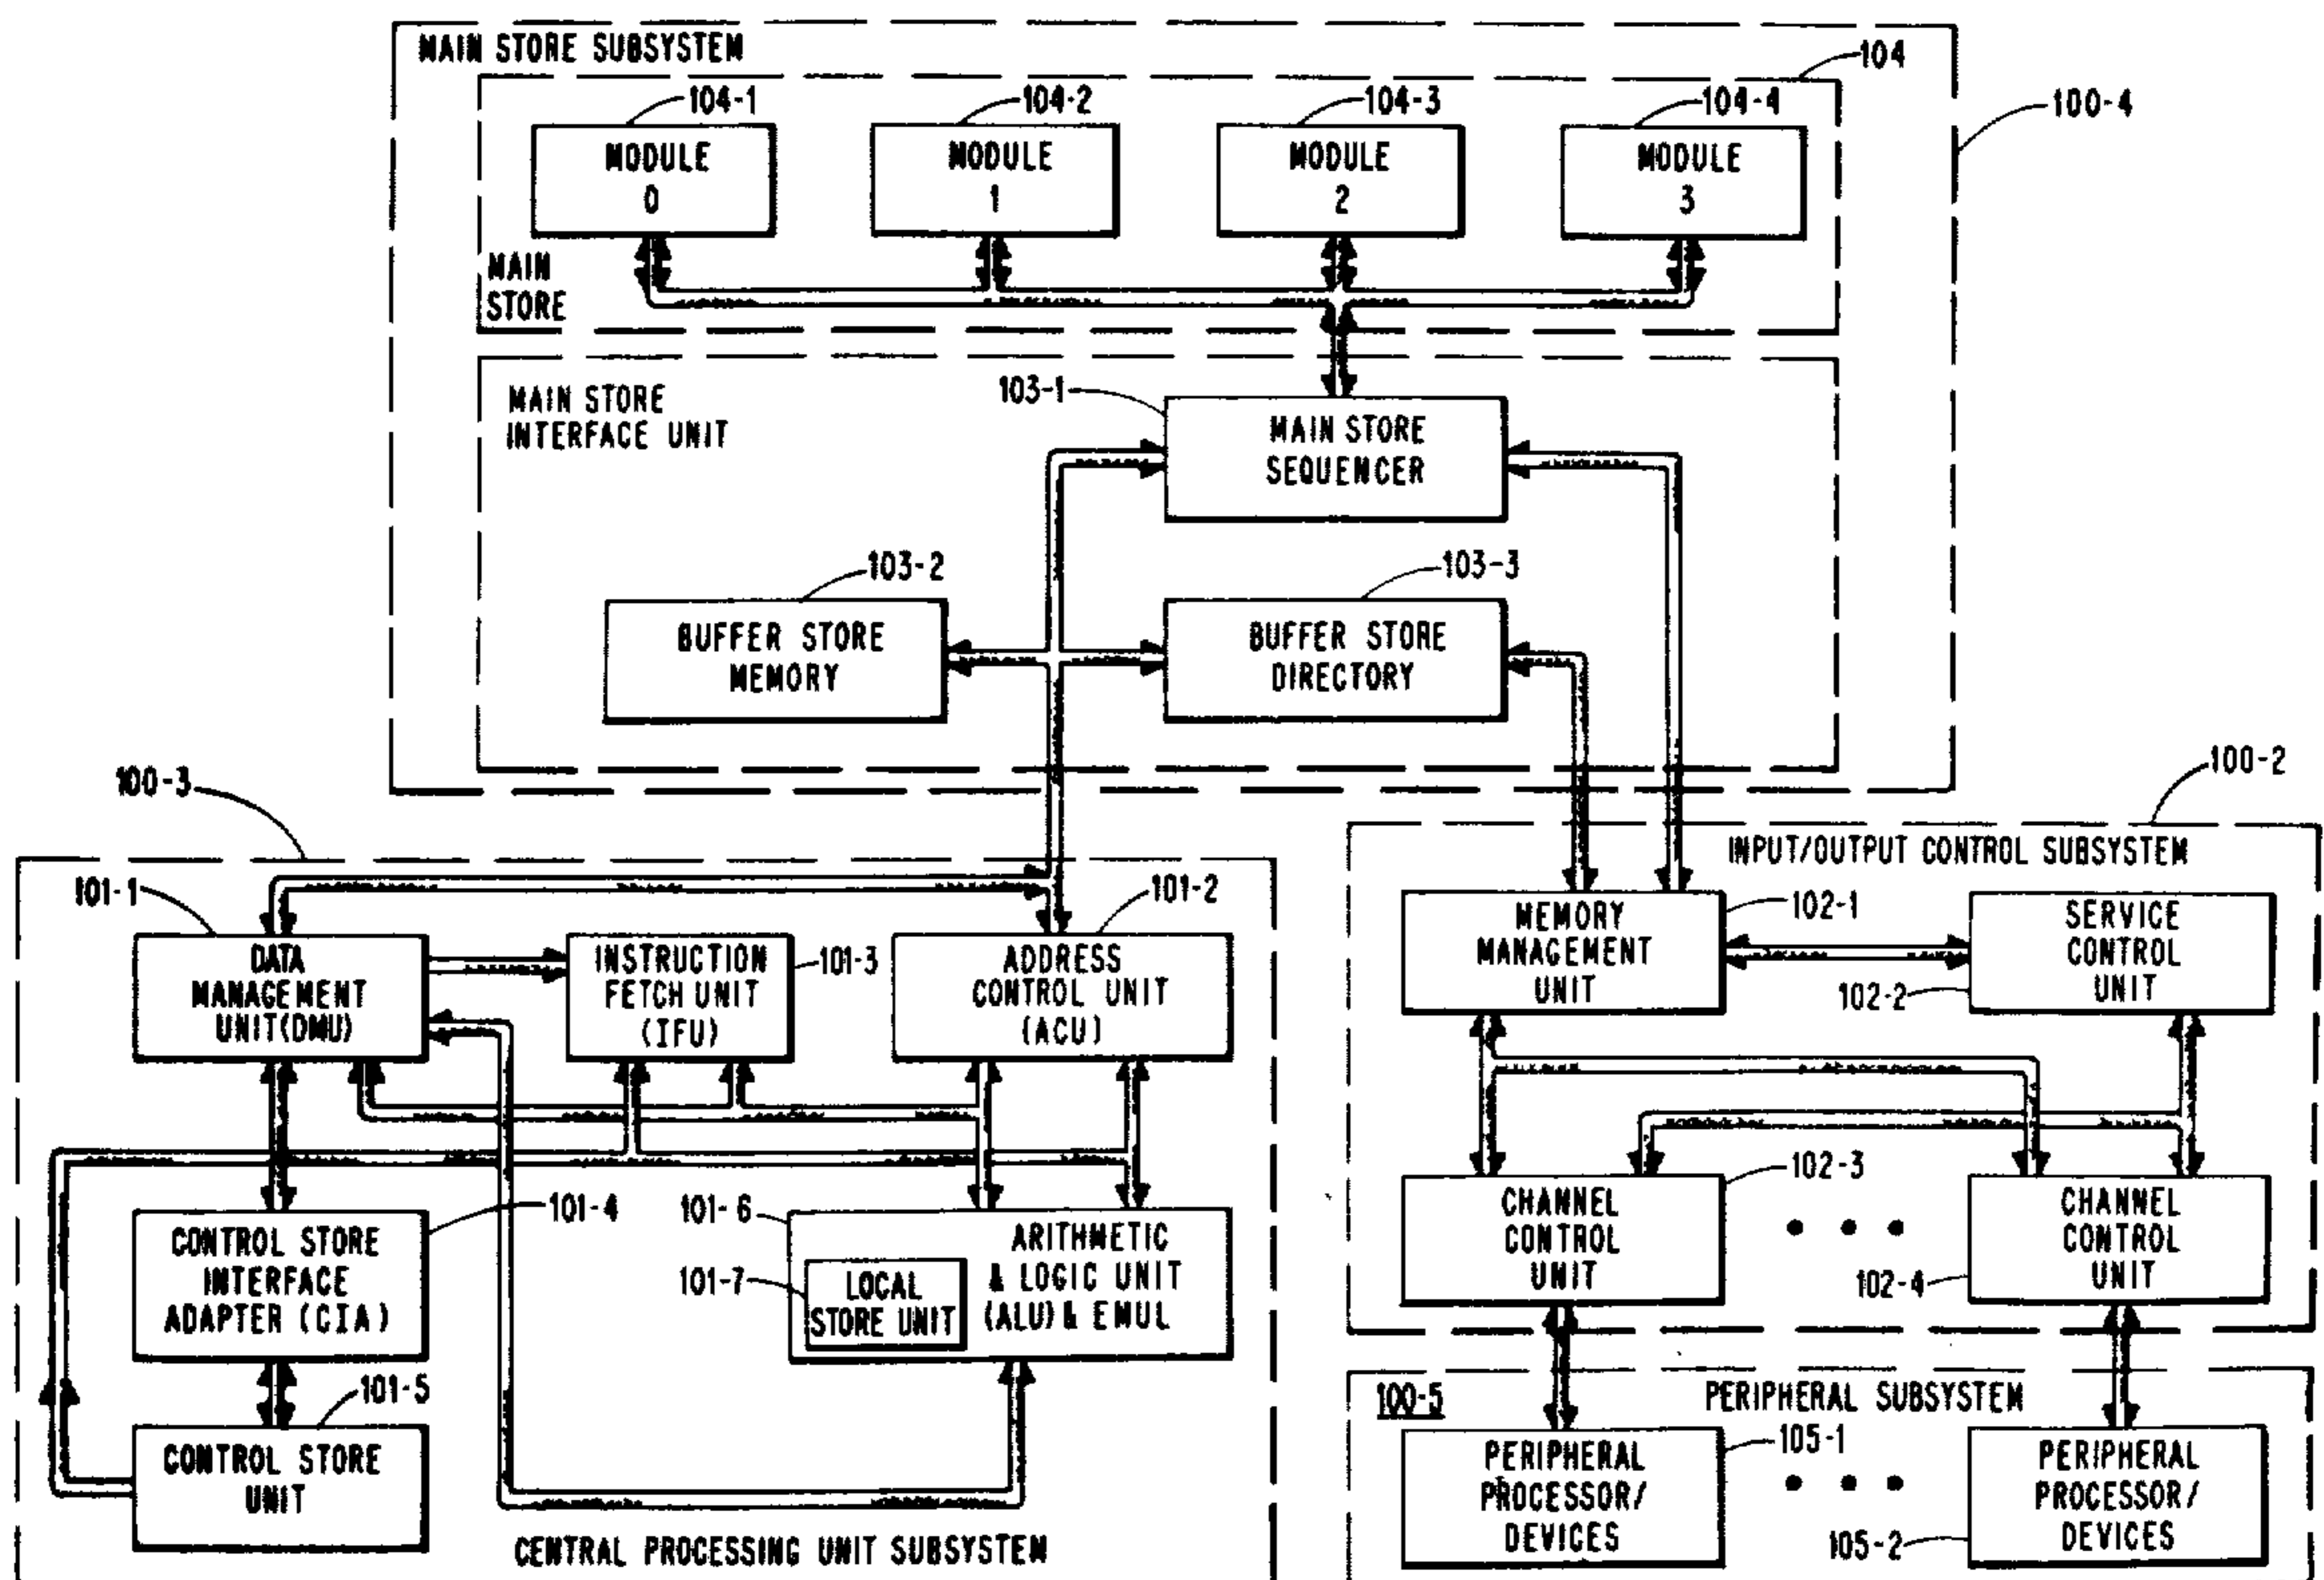 MAIN STORE SUBSYSTEM
104
104-1
104-2
104-3
104-4
100-4
MODULE
0
MODULE
1
MODULE
2
MODULE
3
MAIN
STORE
MAIN STORE
INTERFACE UNIT
103-1
MAIN STORE
SEQUENCER
103-2
103-3
BUFFER STORE
MEMORY
BUFFER STORE
DIRECTORY
100-3
100-2
INPUT/OUTPUT CONTROL SUBSYSTEM
101-1
101-2
DATA
MANAGEMENT
UNIT(DMU)
INSTRUCTION
FETCH UNIT
(IFU)
101-3
ADDRESS
CONTROL UNIT
(ACU)
MEMORY
MANAGEMENT
UNIT
102-1
SERVICE
CONTROL
UNIT
102-2
101-4
CONTROL STORE
INTERFACE
ADAPTER (CIA)
101-6
ARITHMETIC
& LOGIC UNIT
(ALU)& EMUL
101-7
LOCAL
STORE UNIT
102-3
CHANNEL
CONTROL
UNIT
CHANNEL
CONTROL
UNIT
102-4
101-5
CONTROL STORE
UNIT
CENTRAL PROCESSING UNIT SUBSYSTEM
100-5
PERIPHERAL SUBSYSTEM
PERIPHERAL
PROCESSOR/
DEVICES
105-1
PERIPHERAL
PROCESSOR/
DEVICES
105-2